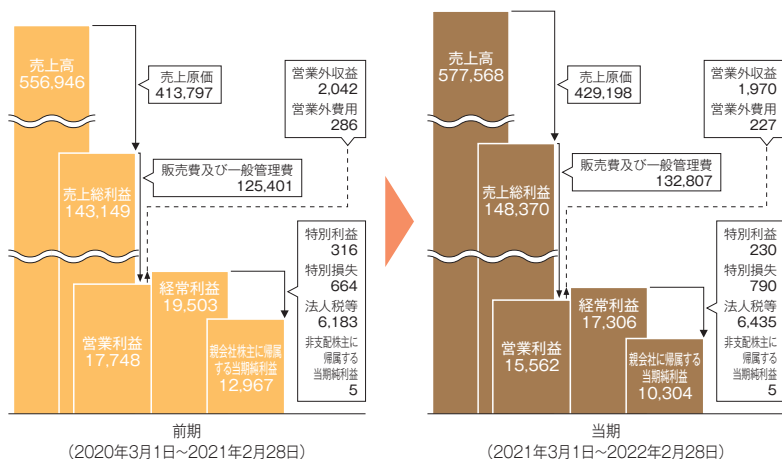 売上高
556,946
売上原価
413,797
営業外収益
2,042
営業外費用
286
売上総利益
143,149
販売費及び一般管理費
125,401
特別利益
316
特別損失
664
法人税等
6,183
非支配株主に
帰属する
当期純利益
5
経常利益
19,503
営業利益
17,748
親会社株主に帰属
する当期純利益
12,967
前期
(2020年3月1日~2021年2月28日)
売上高
577,568
売上原価
429,198
営業外収益
1,970
営業外費用
227
売上総利益
148,370
販売費及び一般管理費
132,807
特別利益
230
特別損失
790
法人税等
6,435
非支配株主に
帰属する
当期純利益
5
経常利益
17,306
営業利益
15,562
親会社に帰属する
当期純利益
10,304
当期
(2021年3月1日~2022年2月28日)